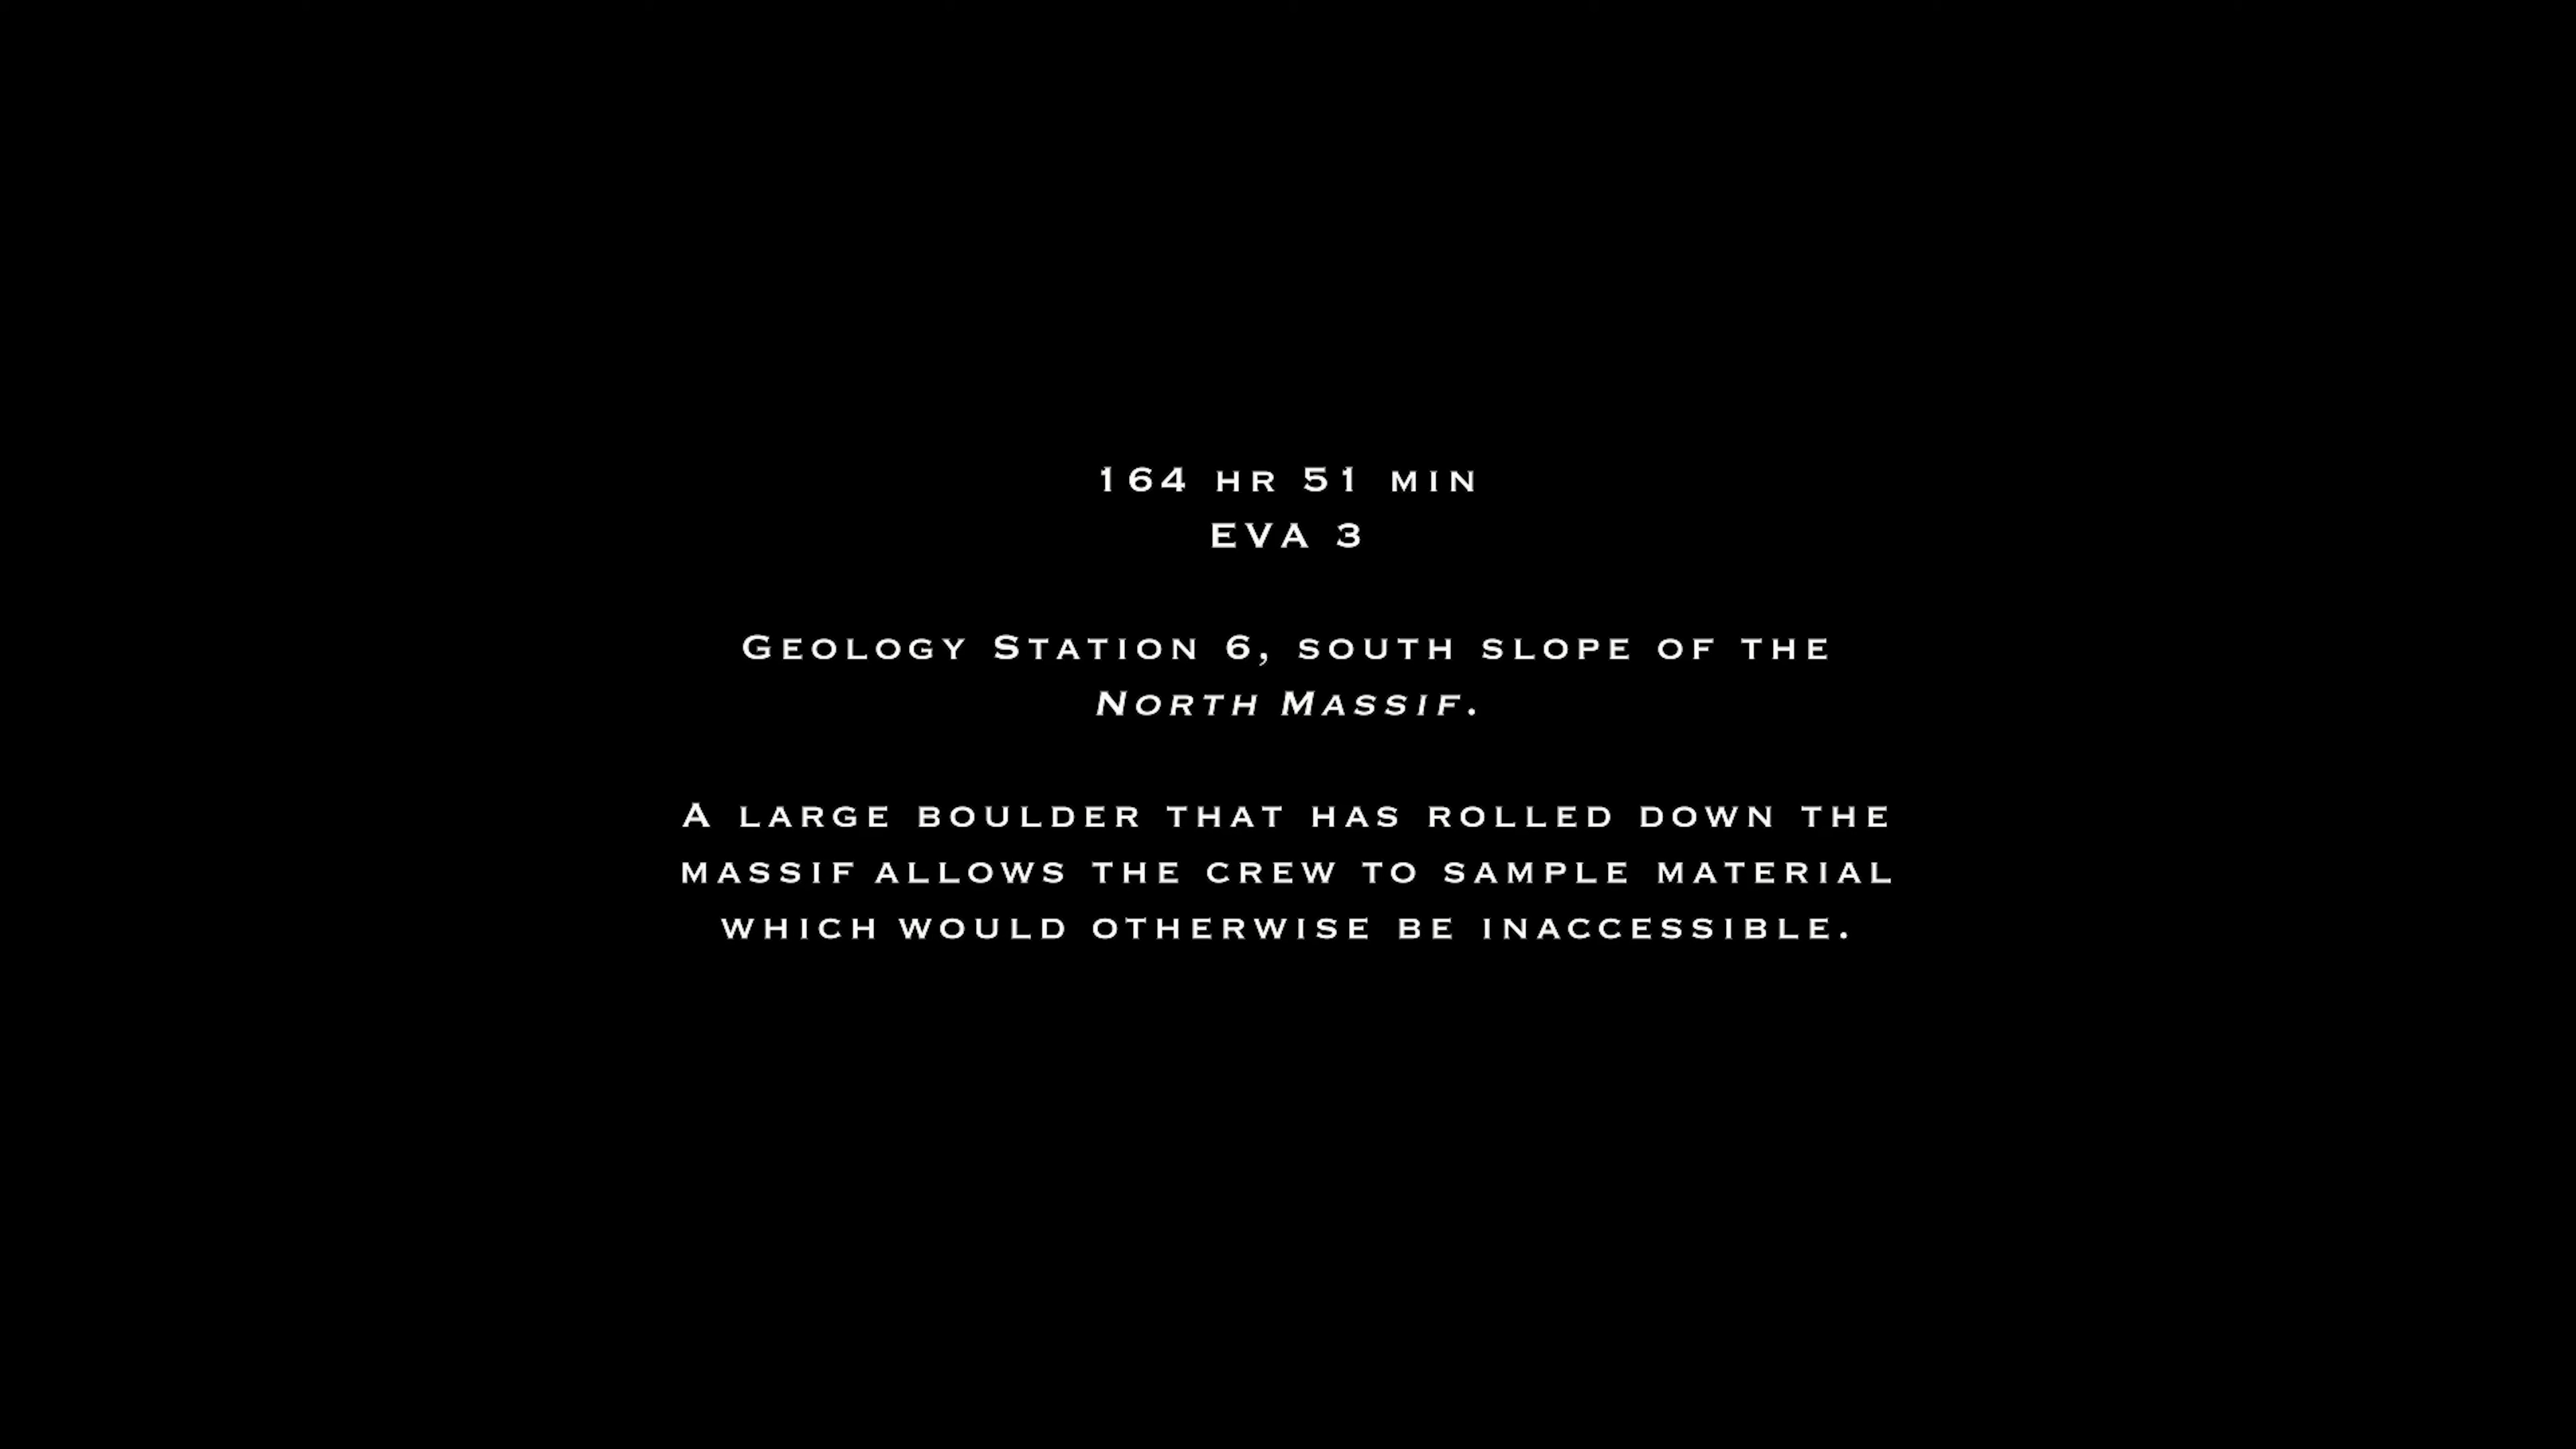 164 HR 51 MIN
EVA 3
GEOLOGY STATION 6, SOUTH SLOPE OF THE
NORTH MASSIF.
A LARGE BOULDER THAT HAS ROLLED DOWN THE
MASSIF ALLOWS THE CREW TO SAMPLE MATERIAL
WHICH WOULD OTHERWISE BE INACCESSIBLE.